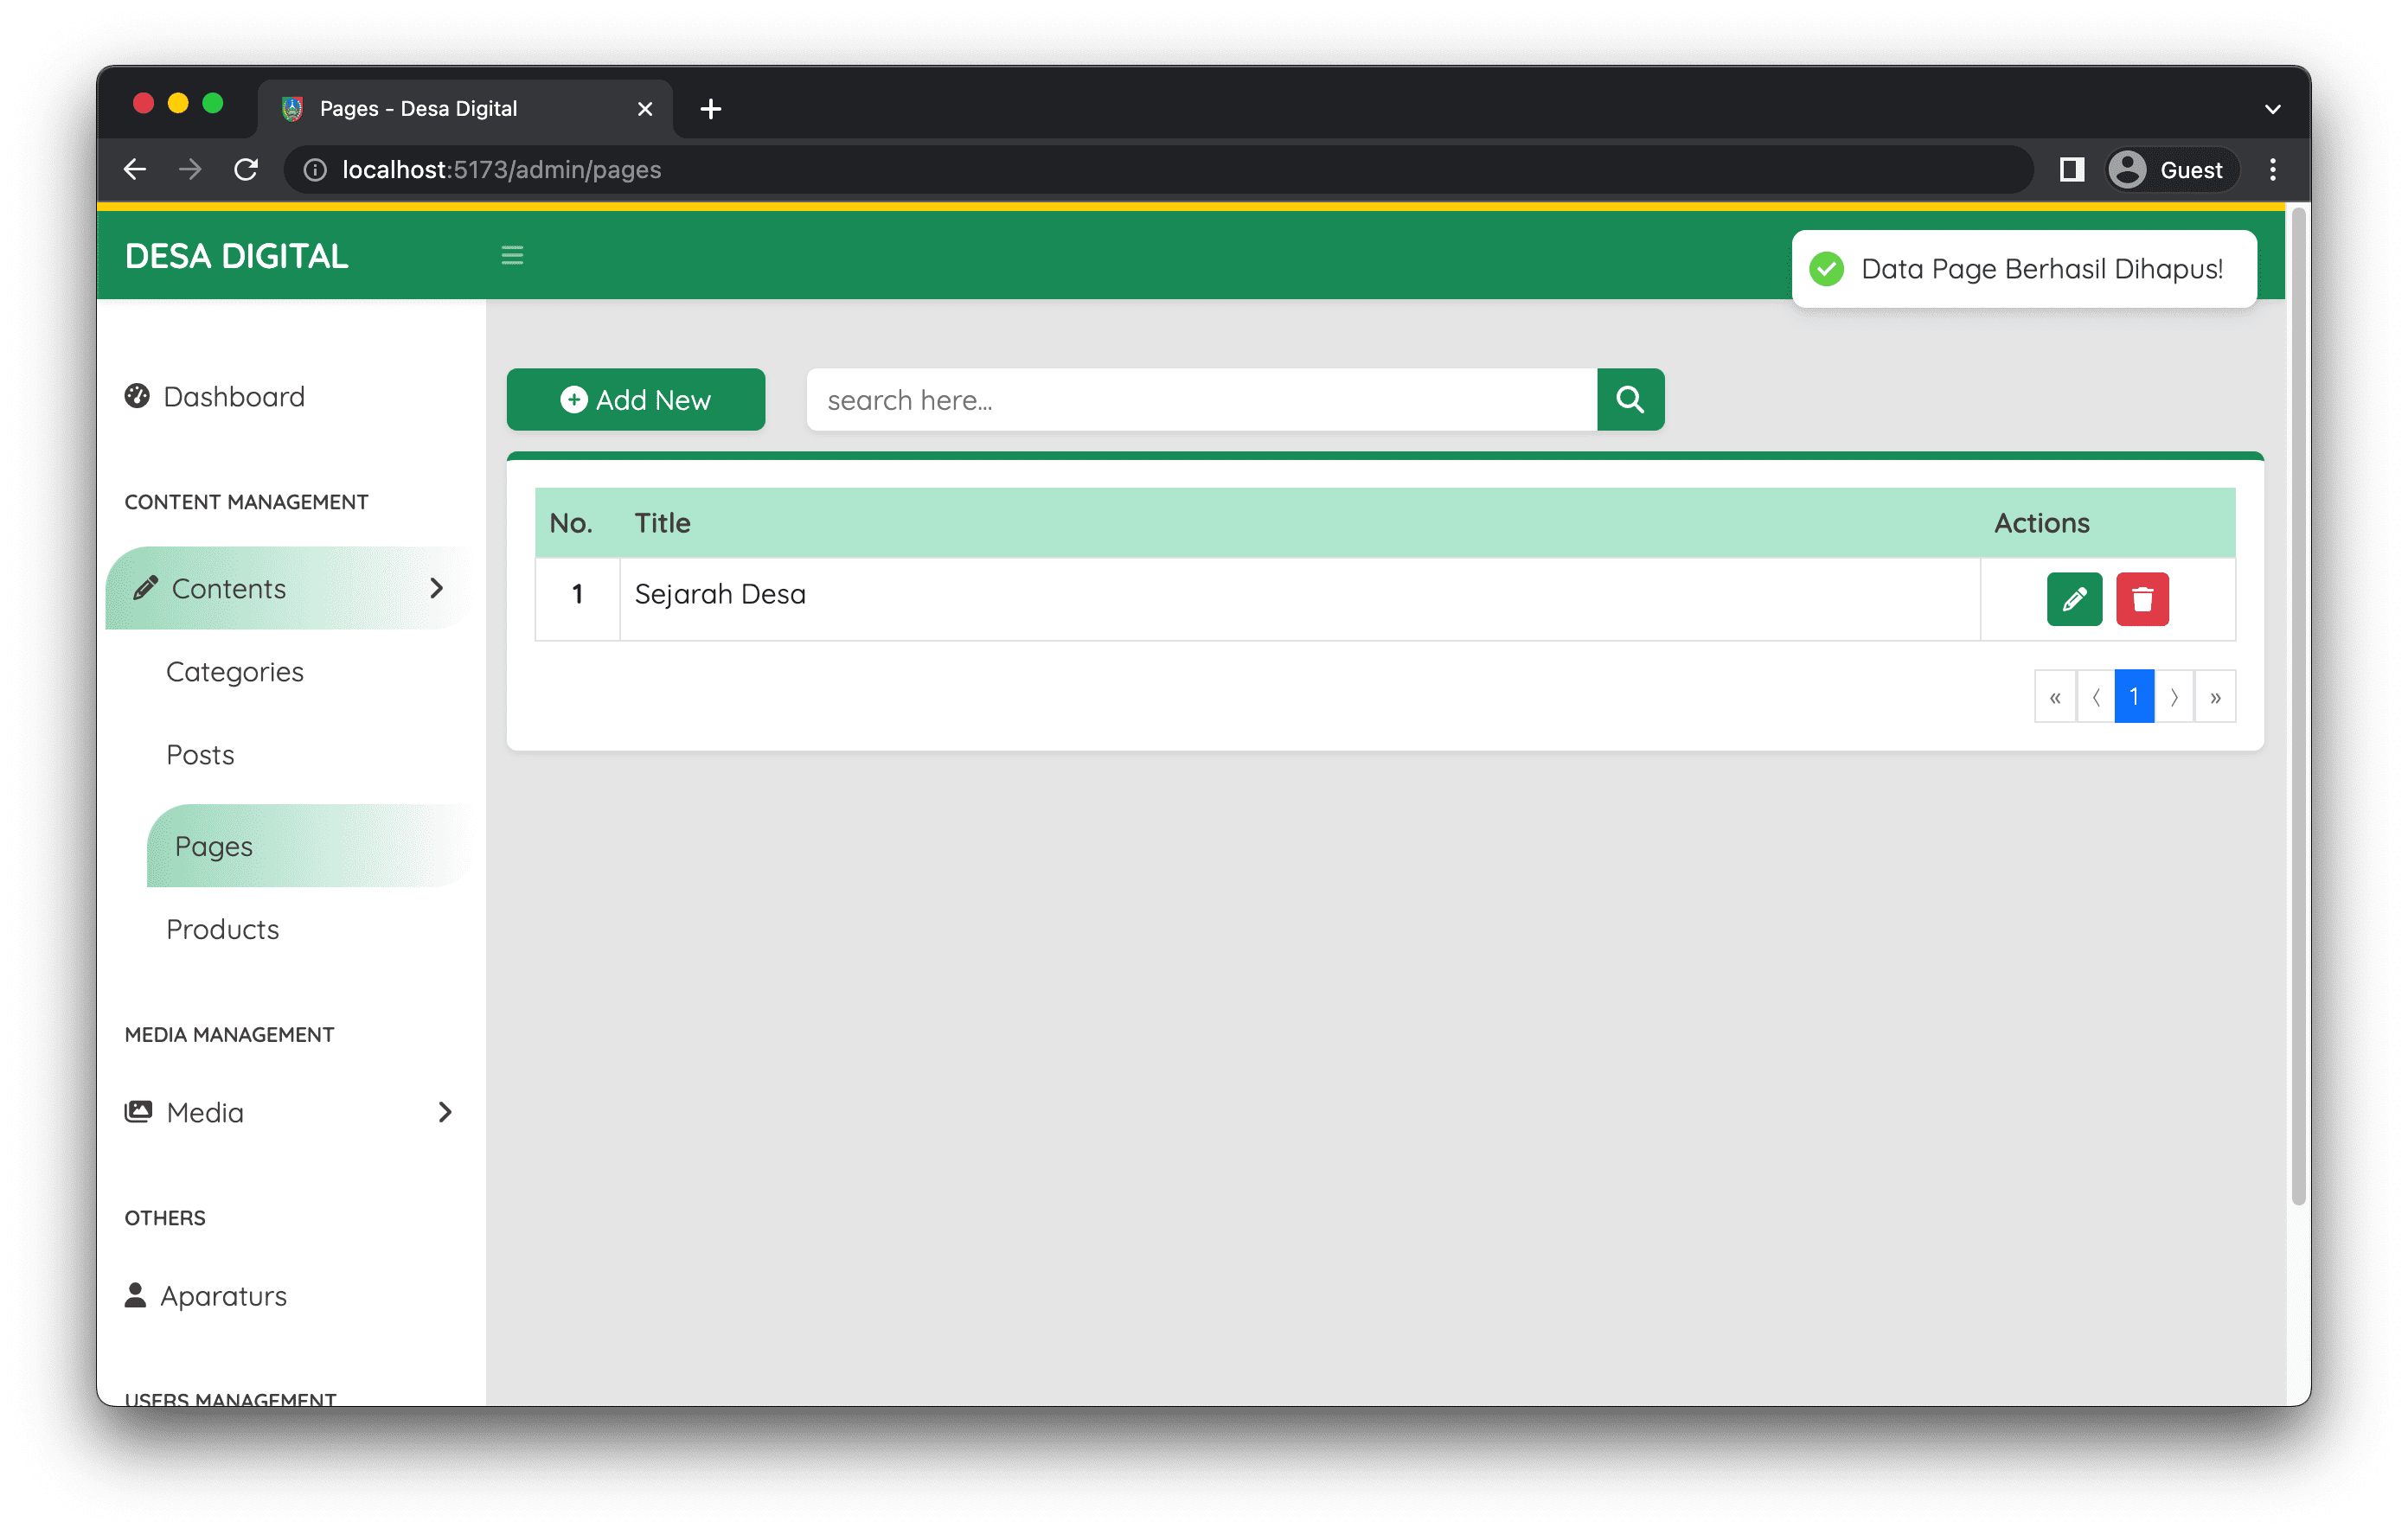 Pages - Desa Digital
localhost:5173/admin/pages
Guest
DESA DIGITAL
Data Page Berhasil Dihapus!
Dashboard
CONTENT MANAGEMENT
Contents
Categories
Posts
Pages
Products
MEDIA MANAGEMENT
Media
OTHERS
Aparaturs
USERS MANAGEMENT
Add New
search here...
No. Title Actions
1 Sejarah Desa
« ‹ 1 › »